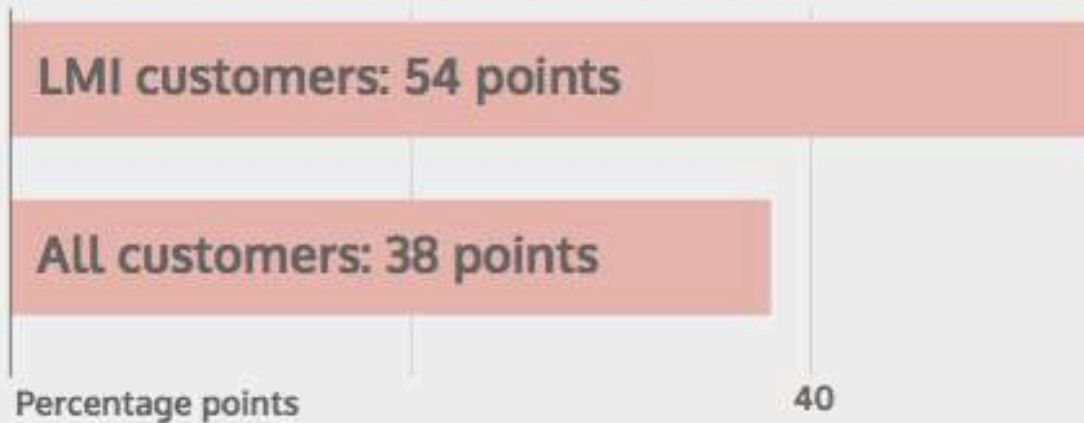 LMI customers: 54 points
All customers: 38 points
Percentage points
40